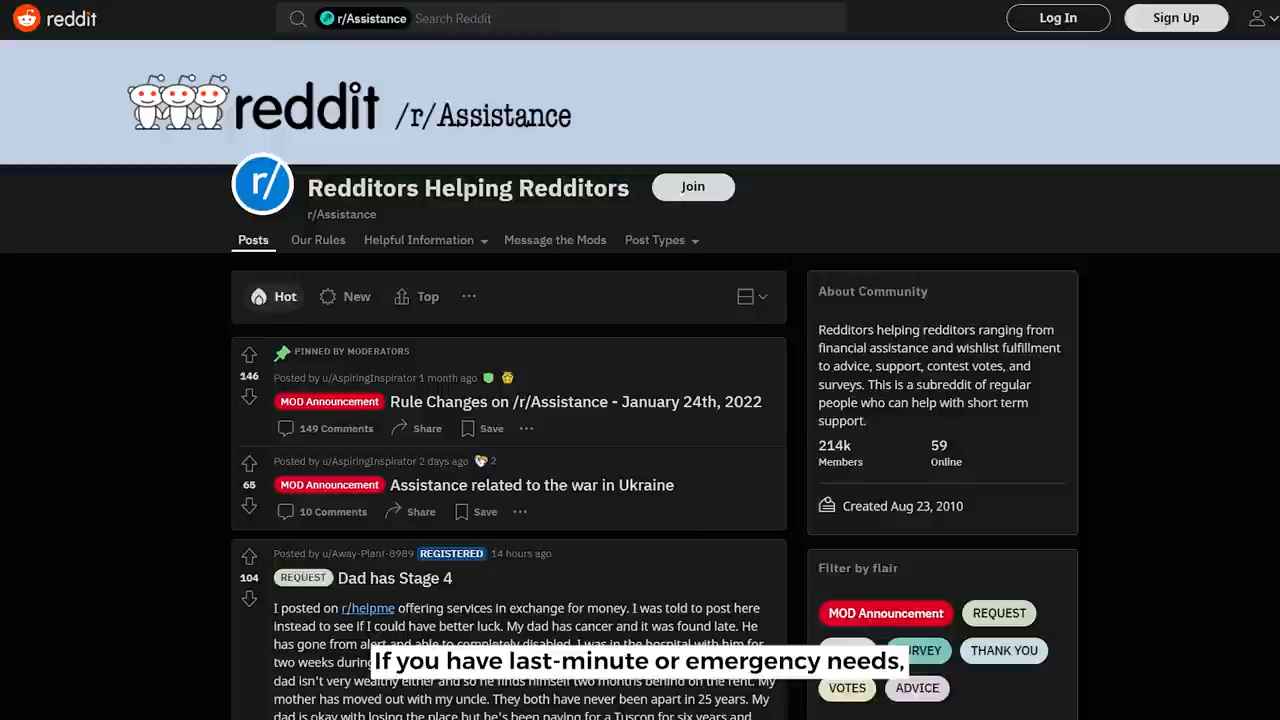 reddit
r/Assistance
Search Reddit
Log In
Sign Up
reddit /r/Assistance
r/
Redditors Helping Redditors
Join
r/Assistance
Posts
Our Rules
Helpful Information
Message the Mods
Post Types
Hot
New
Top
PINNED BY MODERATORS
146
Posted by u/AspiringInspirator 1 month ago
MOD Announcement Rule Changes on /r/Assistance - January 24th, 2022
149 Comments
Share
Save
Posted by u/AspiringInspirator 2 days ago 2
65
MOD Announcement Assistance related to the war in Ukraine
10 Comments
Share
Save
Posted by u/Away-Plant-8989 REGISTERED 14 hours ago
104
REQUEST Dad has Stage 4
I posted on r/helpme offering services in exchange for money. I was told to post here
instead to see if I could have better luck. My dad has cancer and it was found late. He
has gone from alert and able to completely disabled. I was in the hospital with him for
two weeks during
dad isn't very wealthy either and so he finds himself two months behind on the rent. My
mother has moved out with my uncle. They both have never been apart in 25 years. My
dad is okay with losing the place but he's been paying for a Tuscon for six years and
About Community
Redditors helping redditors ranging from
financial assistance and wishlist fulfillment
to advice, support, contest votes, and
surveys. This is a subreddit of regular
people who can help with short term
support.
214k
Members
59
Online
Created Aug 23, 2010
Filter by flair
MOD Announcement
REQUEST
THANK YOU
VOTES
ADVICE
If you have last-minute or emergency needs,